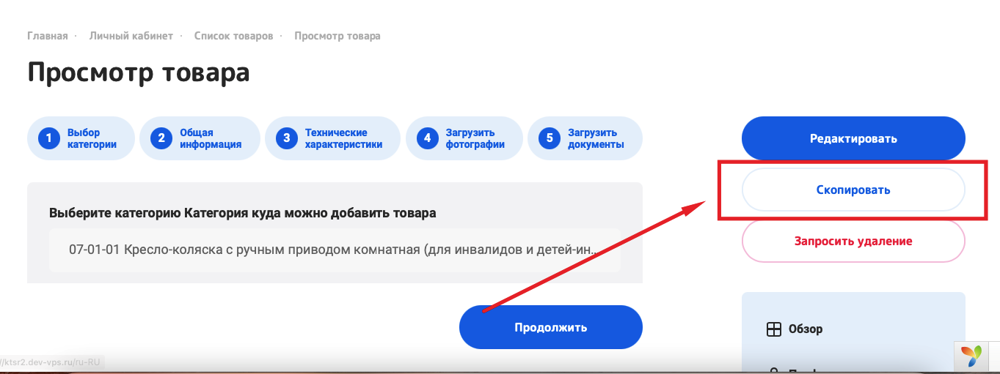 Главная · Личный кабинет · Список товаров · Просмотр товара
Просмотр товара
1 Выбор категории
2 Общая информация
3 Технические характеристики
4 Загрузить фотографии
5 Загрузить документы
Редактировать
Скопировать
Запросить удаление
Выберите категорию Категория куда можно добавить товара
07-01-01 Кресло-коляска с ручным приводом комнатная (для инвалидов и детей-ин...
Продолжить
Обзор
//ktsr2.dev-vps.ru/ru-RU